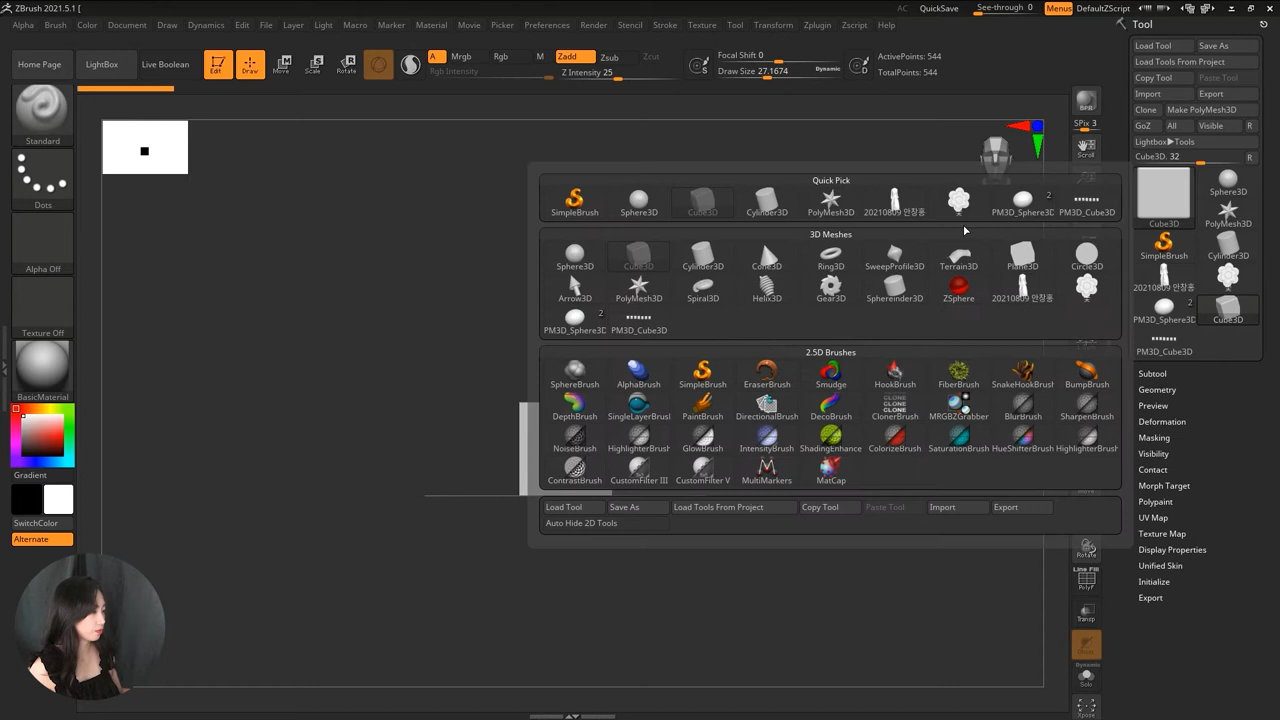 ZBrush 2021.5.1 [
AC
QuickSave
See-through 0
Menus
DefaultZScript
Alpha Brush Color Document Draw Dynamics Edit File Layer Light Macro Marker Material Movie Picker Preferences Render Stencil Stroke Texture Tool Transform Zplugin Zscript Help
Home Page
LightBox
Live Boolean
Edit
Draw
Move
Scale
Rotate
A Mrgb Rgb M
Rgb Intensity
Zadd Zsub Zcut
Z Intensity 25
S
Focal Shift 0
Draw Size 27.1674 Dynamic
D
ActivePoints: 544
TotalPoints: 544
Standard
Dots
Alpha Off
Texture Off
BasicMaterial
Gradient
SwitchColor
Alternate
Quick Pick
SimpleBrush Sphere3D Cube3D Cylinder3D PolyMesh3D 20210809 안장홍 꽃 PM3D_Sphere3D 2 PM3D_Cube3D
3D Meshes
Sphere3D Cube3D Cylinder3D Cone3D Ring3D SweepProfile3D Terrain3D Plane3D Circle3D
Arrow3D PolyMesh3D Spiral3D Helix3D Gear3D Sphereinder3D ZSphere 20210809 안장홍
PM3D_Sphere3D 2 PM3D_Cube3D
2.5D Brushes
SphereBrush AlphaBrush SimpleBrush EraserBrush Smudge HookBrush FiberBrush SnakeHookBrush BumpBrush
DepthBrush SingleLayerBrusl PaintBrush DirectionalBrush DecoBrush ClonerBrush MRGBZGrabber BlurBrush SharpenBrush
CLONE
CLONE
CLONE
NoiseBrush HighlighterBrush GlowBrush IntensityBrush ShadingEnhance ColorizeBrush SaturationBrush HueShifterBrush HighlighterBrush
ContrastBrush CustomFilter III CustomFilter V MultiMarkers MatCap
Load Tool Save As Load Tools From Project Copy Tool Paste Tool Import Export
Auto Hide 2D Tools
BPR
SPix 3
Scroll
Rotate
Line Fill
PolyF
Transp
Dynamic
Solo
Xpose
Tool
Load Tool Save As
Load Tools From Project
Copy Tool Paste Tool
Import Export
Clone Make PolyMesh3D
GoZ All Visible R
Lightbox▶Tools
Cube3D. 32 R
Cube3D
Sphere3D
PolyMesh3D
SimpleBrush Cylinder3D
20210809 안장홍
PM3D_Sphere3D 2 Cube3D
PM3D_Cube3D
Subtool
Geometry
Preview
Deformation
Masking
Visibility
Contact
Morph Target
Polypaint
UV Map
Texture Map
Display Properties
Unified Skin
Initialize
Export